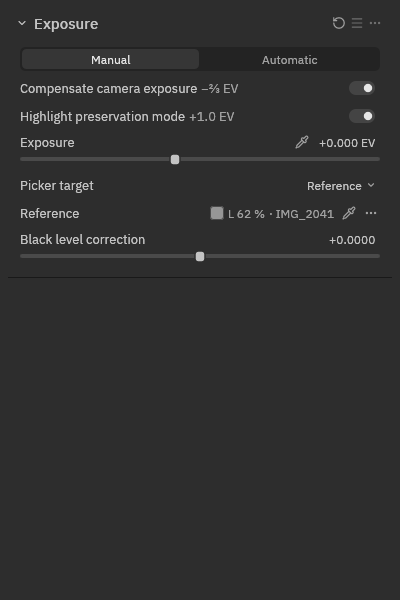 Exposure
Manual Automatic
Compensate camera exposure −⅔ EV
Highlight preservation mode +1.0 EV
Exposure +0.000 EV
Picker target Reference
Reference L 62 % · IMG_2041
Black level correction +0.0000